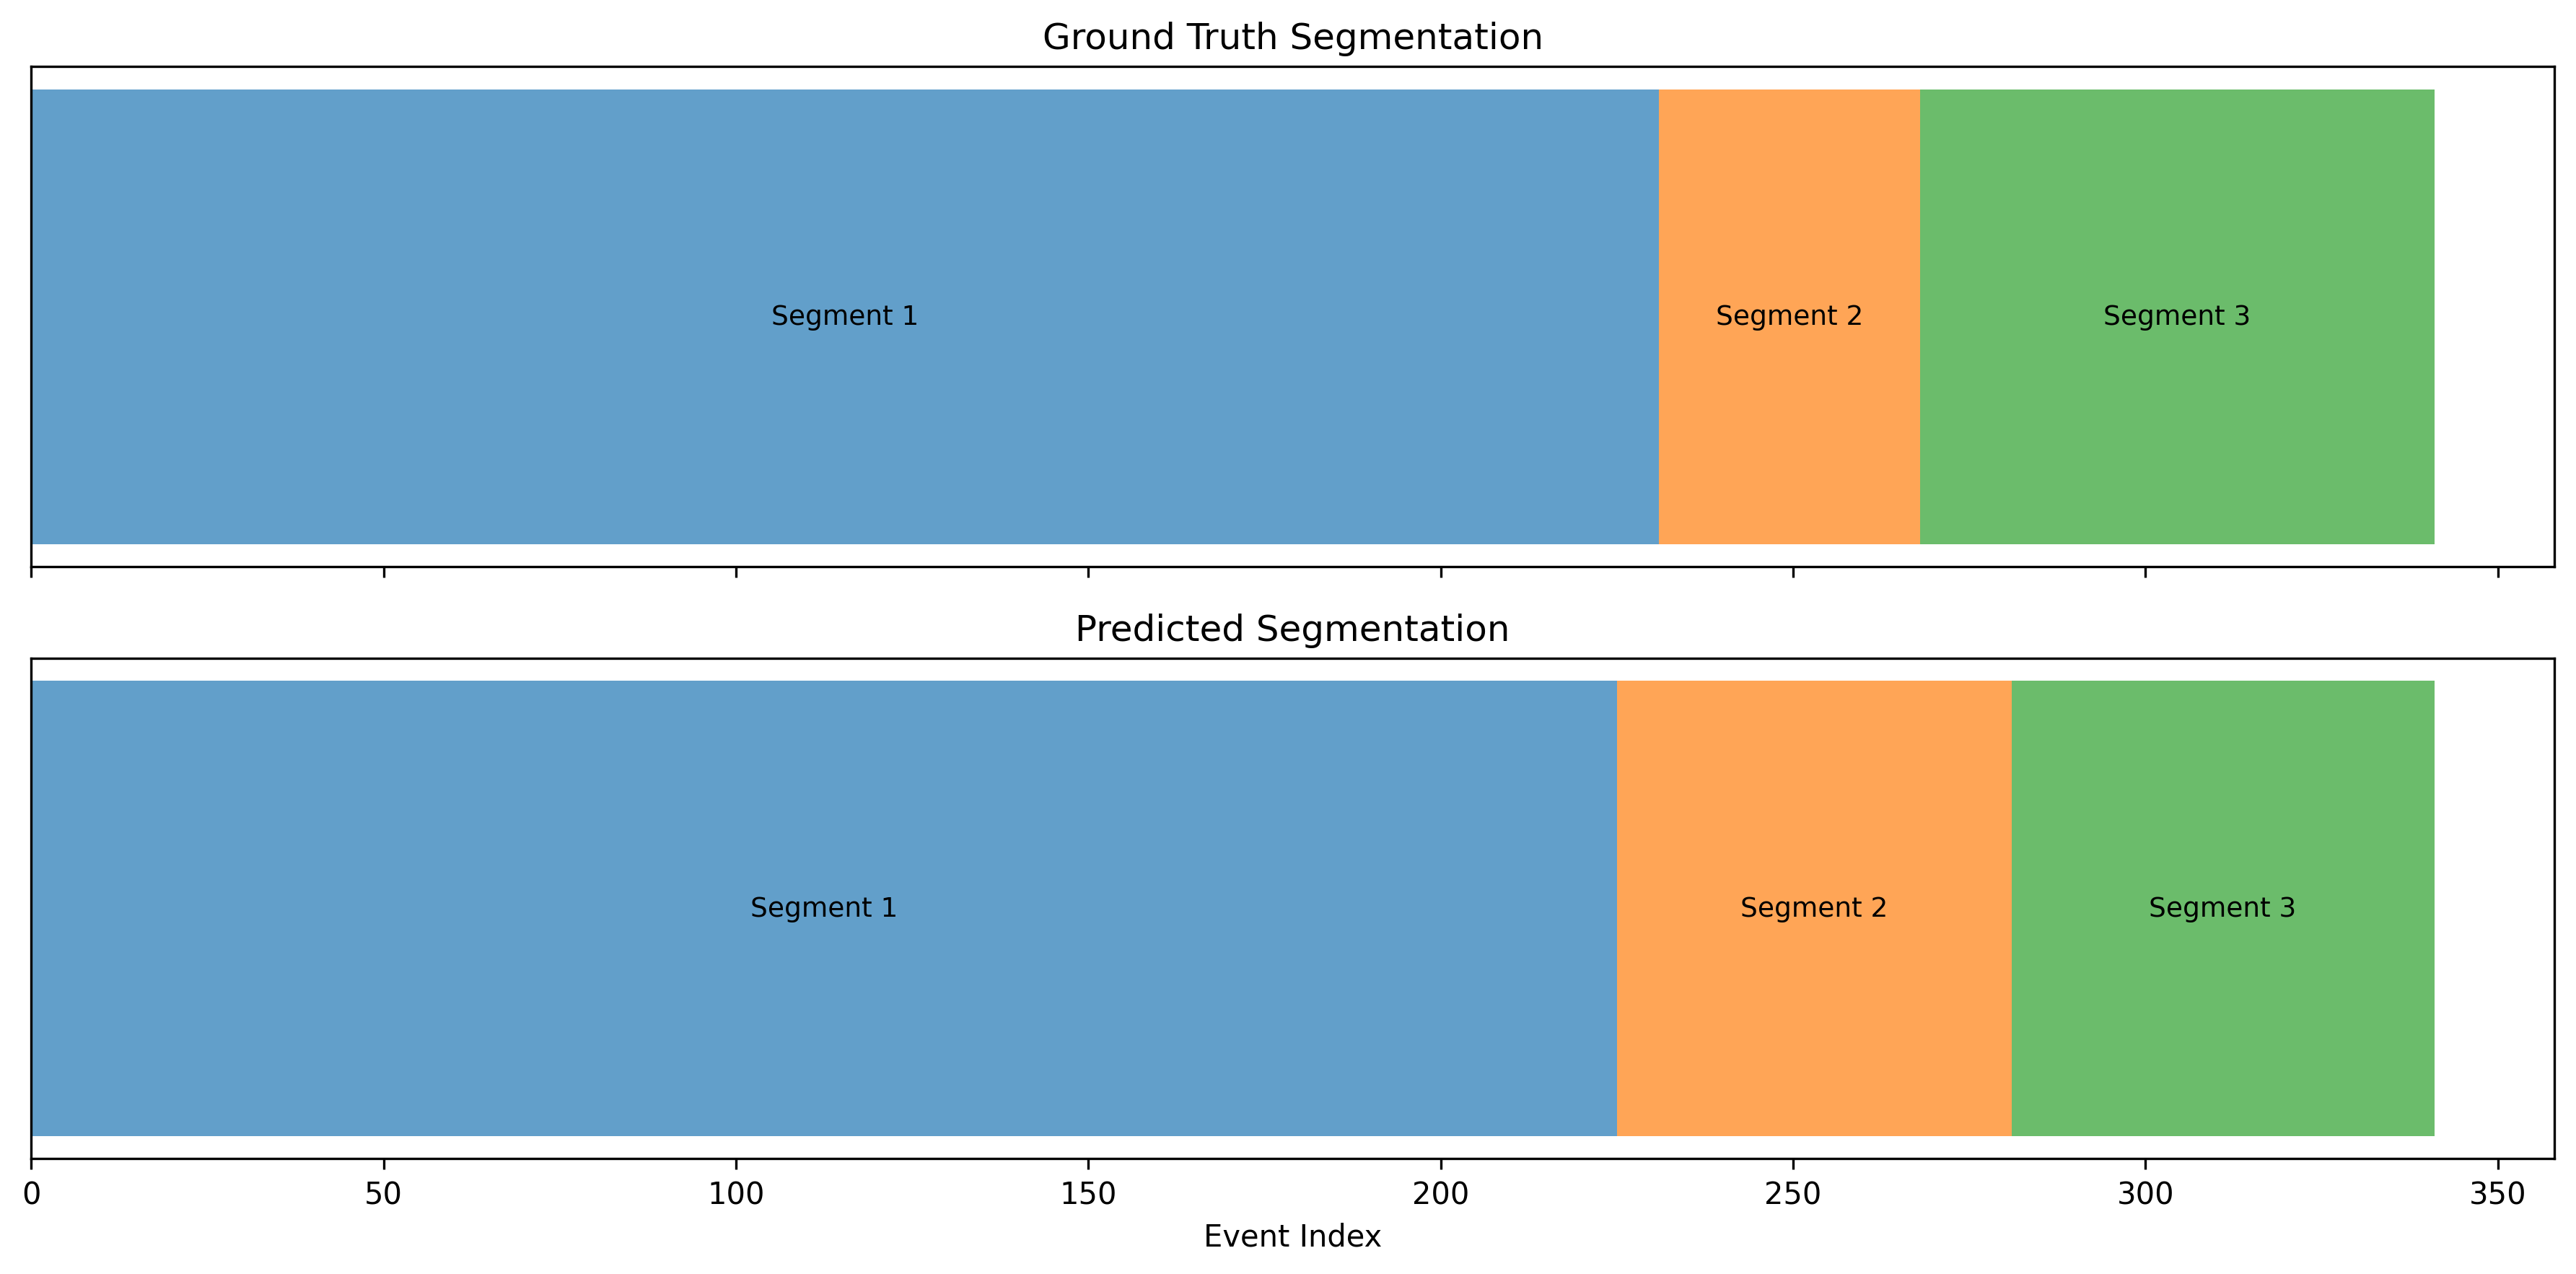 Ground Truth Segmentation
Segment 1 Segment 2 Segment 3
Predicted Segmentation
Segment 1 Segment 2 Segment 3
0 50 100 150 200 250 300 350
Event Index